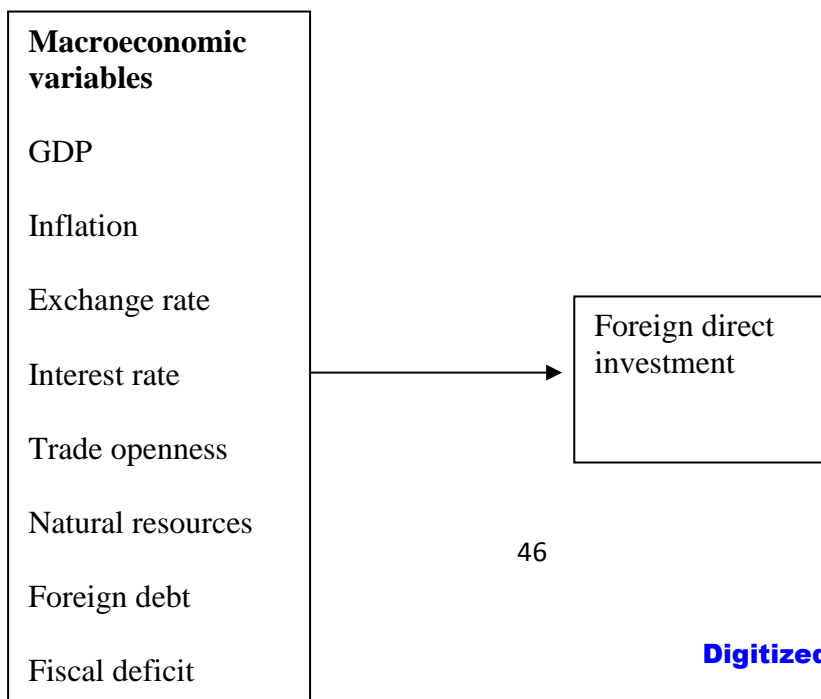 Macroeconomic
variables
GDP
Inflation
Exchange rate
Interest rate
Trade openness
Natural resources
Foreign debt
Fiscal deficit
Foreign direct
investment
46
Digitized